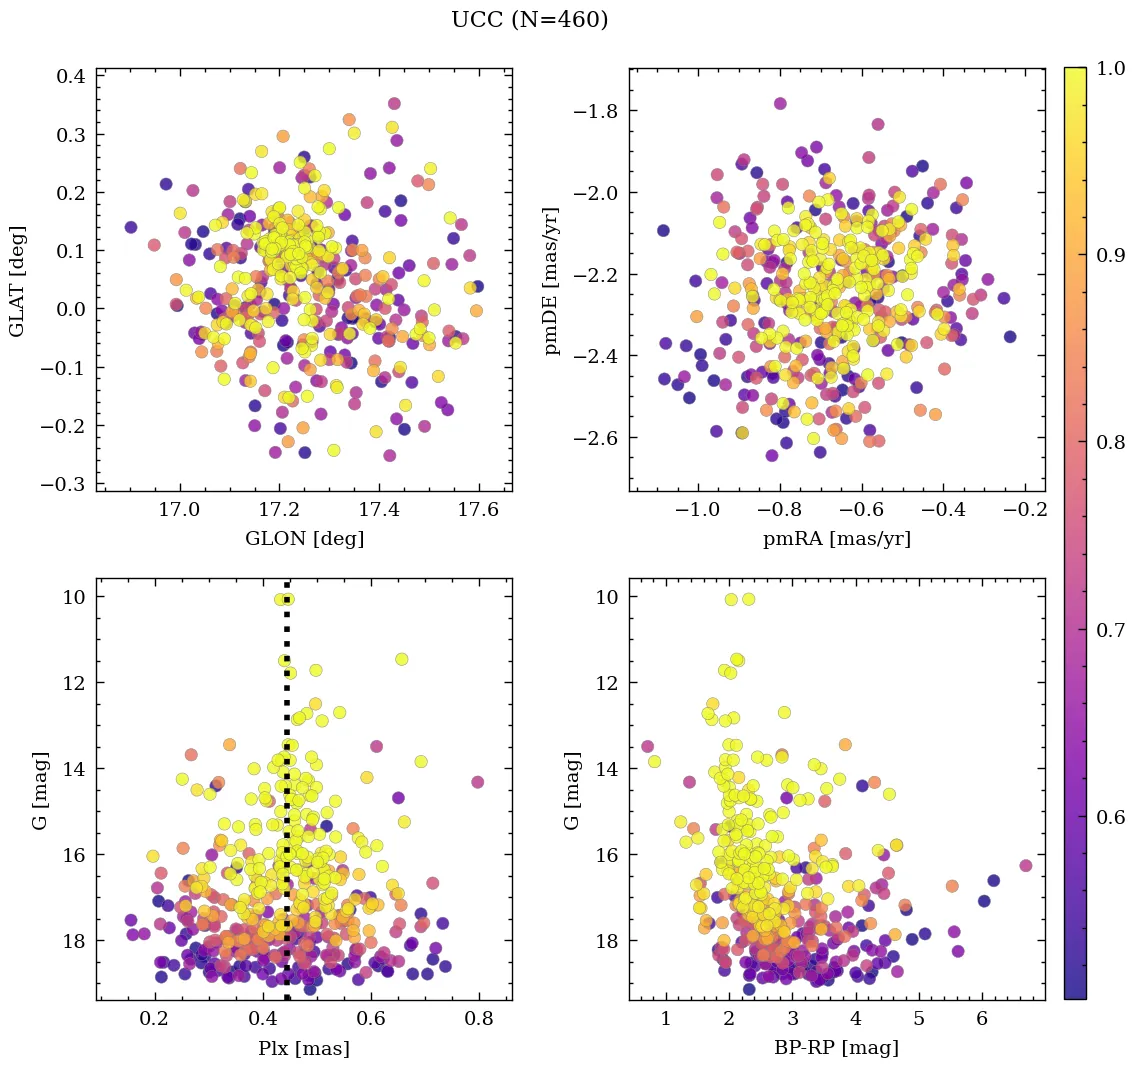 UCC (N=460)
0.4
0.3
0.2
0.1
0.0
−0.1
−0.2
−0.3
GLAT [deg]
17.0 17.2 17.4 17.6
GLON [deg]
−1.8
−2.0
−2.2
−2.4
−2.6
pmDE [mas/yr]
−1.0 −0.8 −0.6 −0.4 −0.2
pmRA [mas/yr]
10
12
14
16
18
G [mag]
0.2 0.4 0.6 0.8
Plx [mas]
10
12
14
16
18
G [mag]
1 2 3 4 5 6
BP-RP [mag]
1.0
0.9
0.8
0.7
0.6